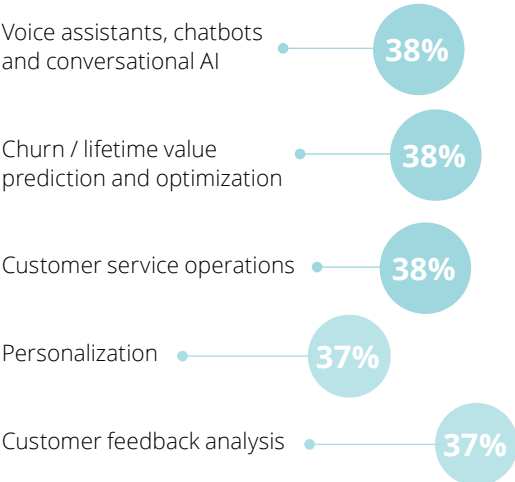 Voice assistants, chatbots
and conversational AI
38%
Churn / lifetime value
prediction and optimization
38%
Customer service operations
38%
Personalization
37%
Customer feedback analysis
37%